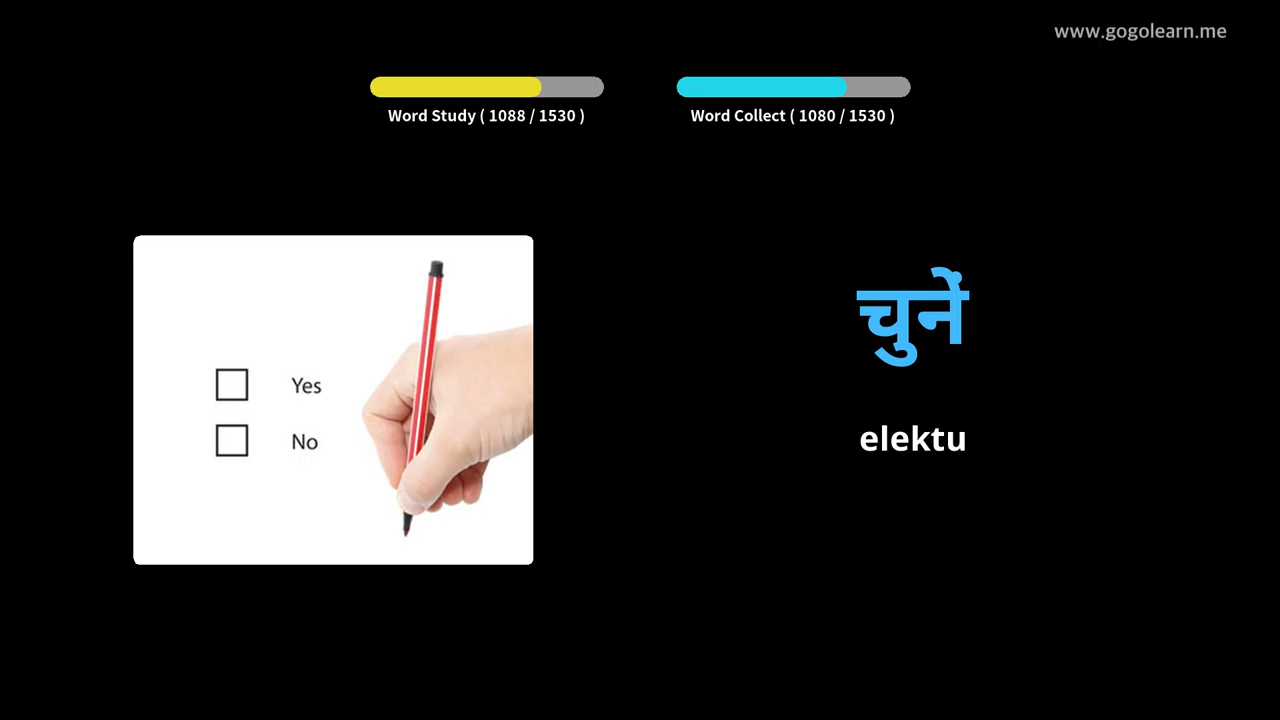 www.gogolearn.me
Word Study ( 1088 / 1530 )
Word Collect ( 1080 / 1530 )
Yes
No
चुनें
elektu